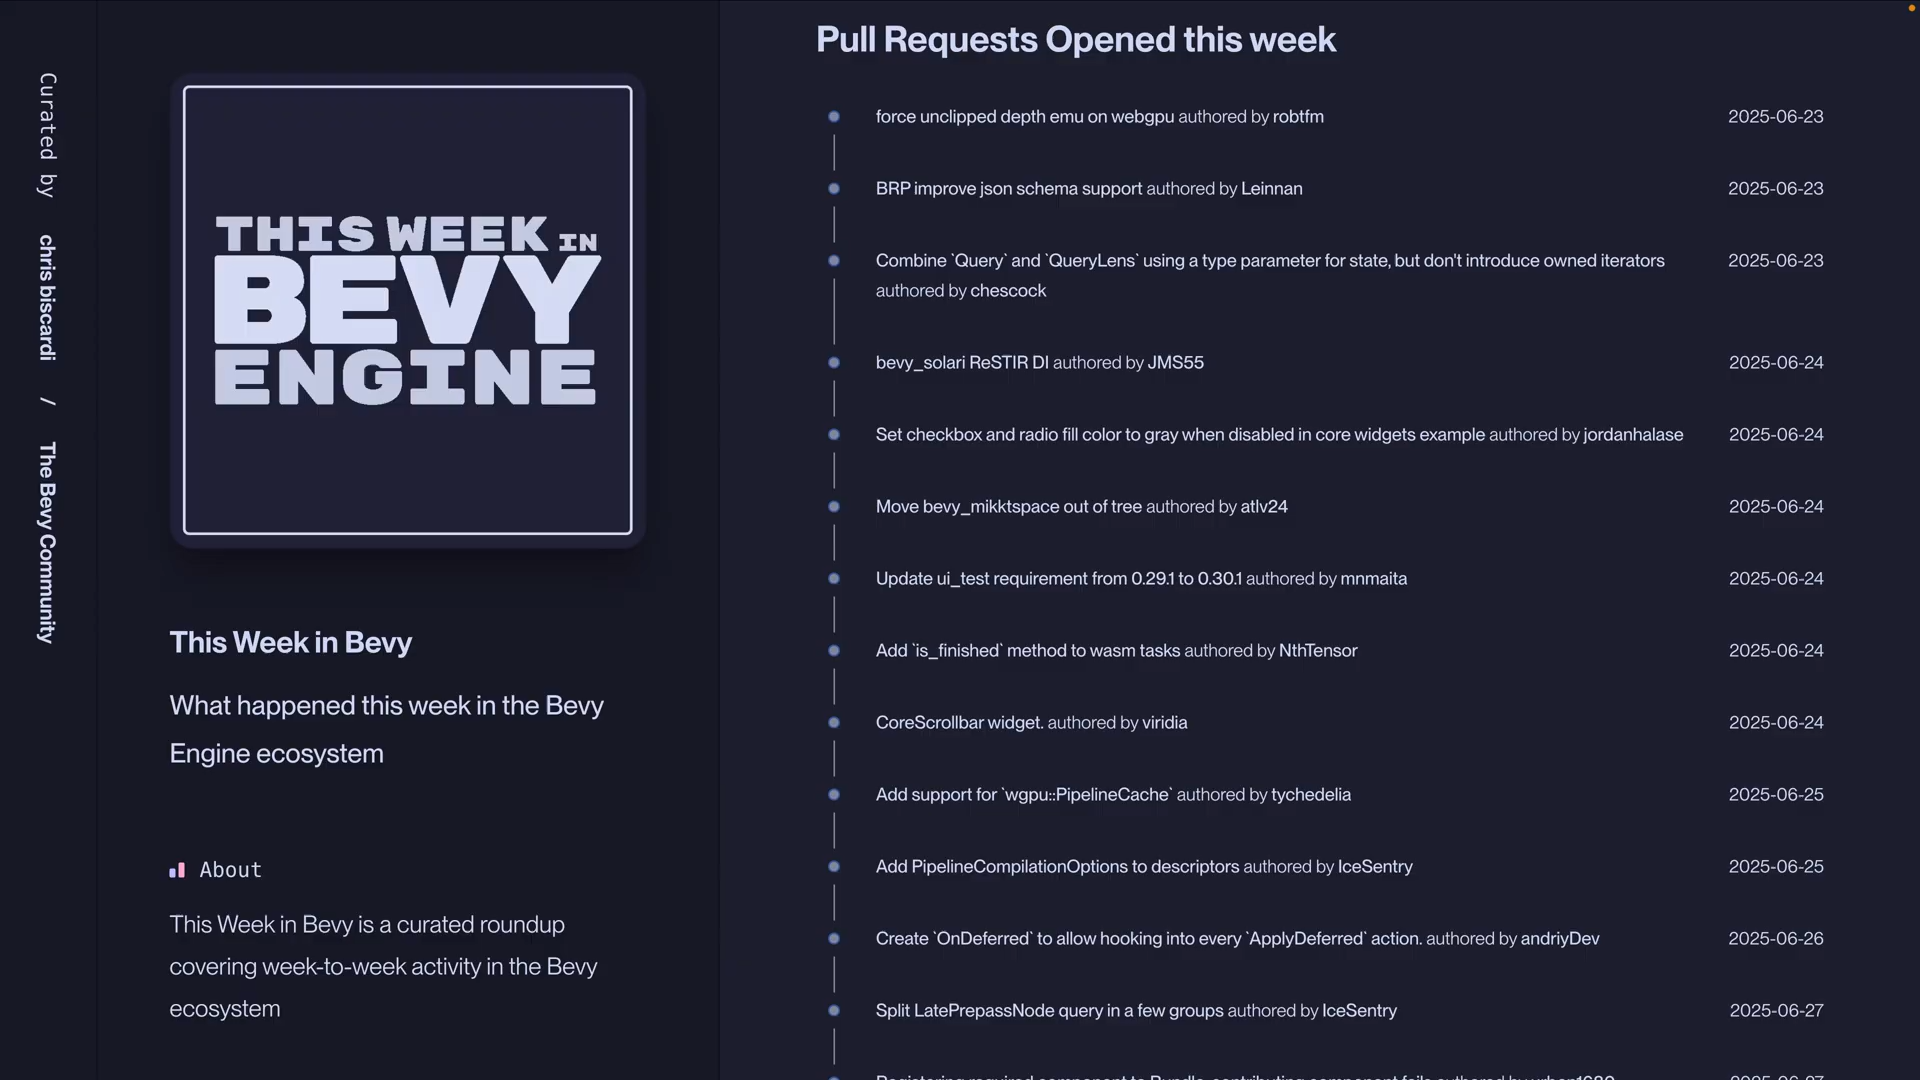 Curated by chris biscardi / The Bevy Community
THIS WEEK IN
BEVY
ENGINE
This Week in Bevy
What happened this week in the Bevy
Engine ecosystem
About
This Week in Bevy is a curated roundup
covering week-to-week activity in the Bevy
ecosystem
Pull Requests Opened this week
force unclipped depth emu on webgpu authored by robtfm 2025-06-23
BRP improve json schema support authored by Leinnan 2025-06-23
Combine `Query` and `QueryLens` using a type parameter for state, but don't introduce owned iterators 2025-06-23
authored by chescock
bevy_solari ReSTIR DI authored by JMS55 2025-06-24
Set checkbox and radio fill color to gray when disabled in core widgets example authored by jordanhalase 2025-06-24
Move bevy_mikktspace out of tree authored by atlv24 2025-06-24
Update ui_test requirement from 0.29.1 to 0.30.1 authored by mnmaita 2025-06-24
Add `is_finished` method to wasm tasks authored by NthTensor 2025-06-24
CoreScrollbar widget. authored by viridia 2025-06-24
Add support for `wgpu::PipelineCache` authored by tychedelia 2025-06-25
Add PipelineCompilationOptions to descriptors authored by IceSentry 2025-06-25
Create `OnDeferred` to allow hooking into every `ApplyDeferred` action. authored by andriyDev 2025-06-26
Split LatePrepassNode query in a few groups authored by IceSentry 2025-06-27